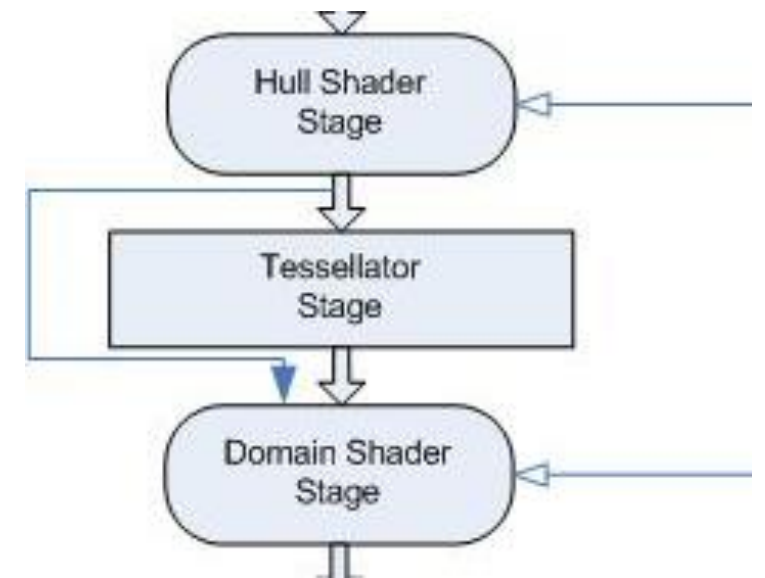 Hull Shader
Stage
Tessellator
Stage
Domain Shader
Stage